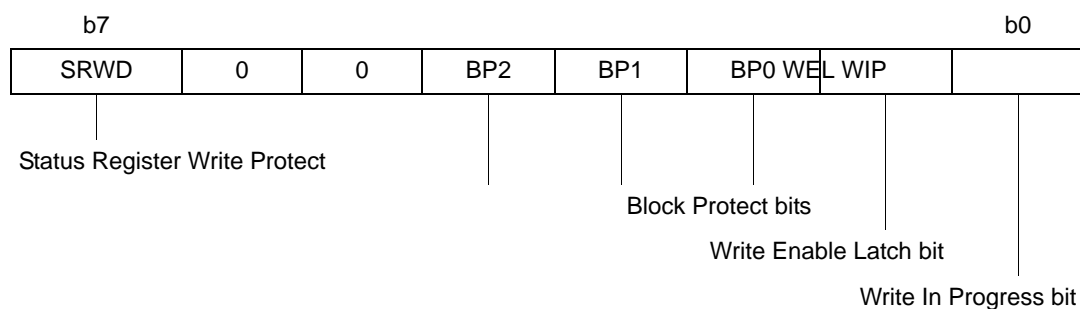 b7 b0
SRWD 0 0 BP2 BP1 BP0 WEL WIP
Status Register Write Protect
Block Protect bits
Write Enable Latch bit
Write In Progress bit